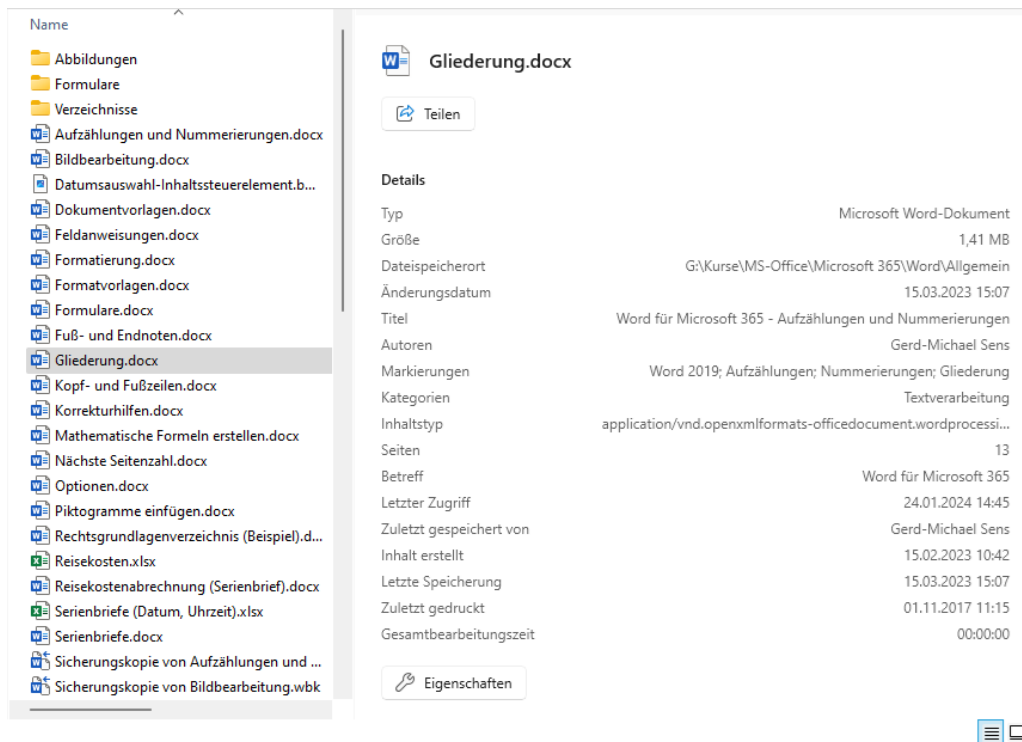 Name
Abbildungen
Formulare
Verzeichnisse
Aufzählungen und Nummerierungen.docx
Bildbearbeitung.docx
Datumsauswahl-Inhaltssteuerelement.b...
Dokumentvorlagen.docx
Feldanweisungen.docx
Formatierung.docx
Formatvorlagen.docx
Formulare.docx
Fuß- und Endnoten.docx
Gliederung.docx
Kopf- und Fußzeilen.docx
Korrekturhilfen.docx
Mathematische Formeln erstellen.docx
Nächste Seitenzahl.docx
Optionen.docx
Piktogramme einfügen.docx
Rechtsgrundlagenverzeichnis (Beispiel).d...
Reisekosten.xlsx
Reisekostenabrechnung (Serienbrief).docx
Serienbriefe (Datum, Uhrzeit).xlsx
Serienbriefe.docx
Sicherungskopie von Aufzählungen und ...
Sicherungskopie von Bildbearbeitung.wbk
Gliederung.docx
Teilen
Details
Typ Microsoft Word-Dokument
Größe 1,41 MB
Dateispeicherort G:\Kurse\MS-Office\Microsoft 365\Word\Allgemein
Änderungsdatum 15.03.2023 15:07
Titel Word für Microsoft 365 - Aufzählungen und Nummerierungen
Autoren Gerd-Michael Sens
Markierungen Word 2019; Aufzählungen; Nummerierungen; Gliederung
Kategorien Textverarbeitung
Inhaltstyp application/vnd.openxmlformats-officedocument.wordprocessi...
Seiten 13
Betreff Word für Microsoft 365
Letzter Zugriff 24.01.2024 14:45
Zuletzt gespeichert von Gerd-Michael Sens
Inhalt erstellt 15.02.2023 10:42
Letzte Speicherung 15.03.2023 15:07
Zuletzt gedruckt 01.11.2017 11:15
Gesamtbearbeitungszeit 00:00:00
Eigenschaften